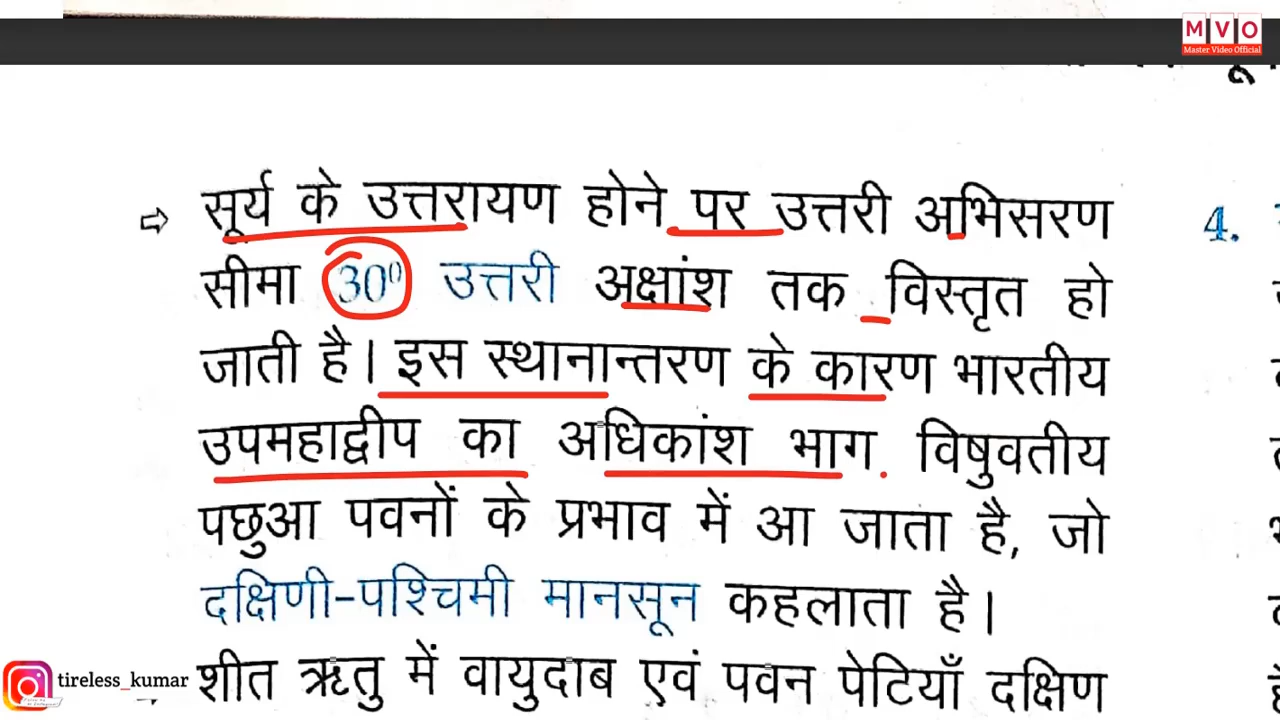 MVO
Master Video Official
⇨ सूर्य के उत्तरायण होने पर उत्तरी अभिसरण
सीमा 30⁰ उत्तरी अक्षांश तक विस्तृत हो
जाती है। इस स्थानान्तरण के कारण भारतीय
उपमहाद्वीप का अधिकांश भाग विषुवतीय
पछुआ पवनों के प्रभाव में आ जाता है, जो
दक्षिणी-पश्चिमी मानसून कहलाता है।
शीत ऋतु में वायुदाब एवं पवन पेटियाँ दक्षिण
4.
tireless_kumar